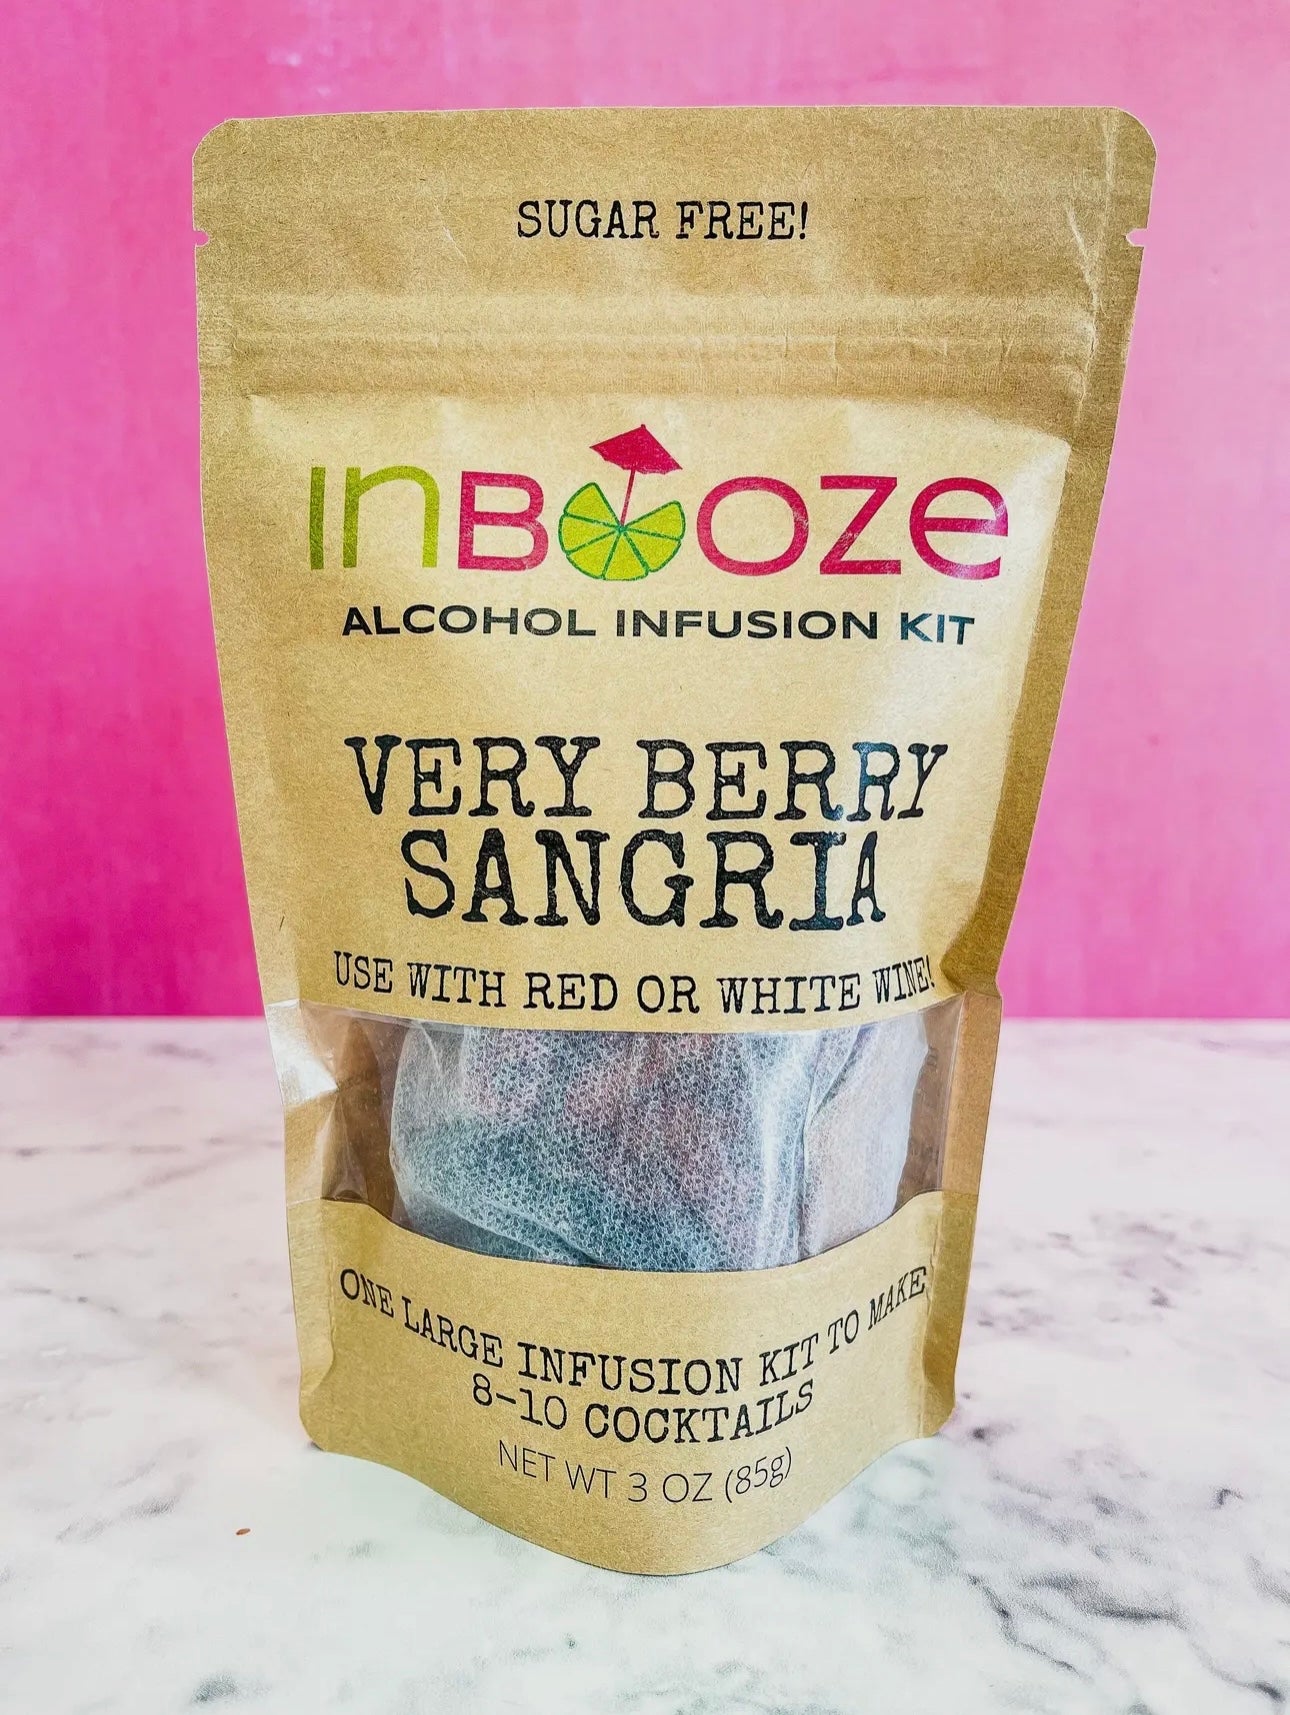 SUGAR FREE!
INBOOZE
ALCOHOL INFUSION KIT
VERY BERRY
SANGRIA
USE WITH RED OR WHITE WINE!
ONE LARGE INFUSION KIT TO MAKE
8-10 COCKTAILS
NET WT 3 OZ (85g)